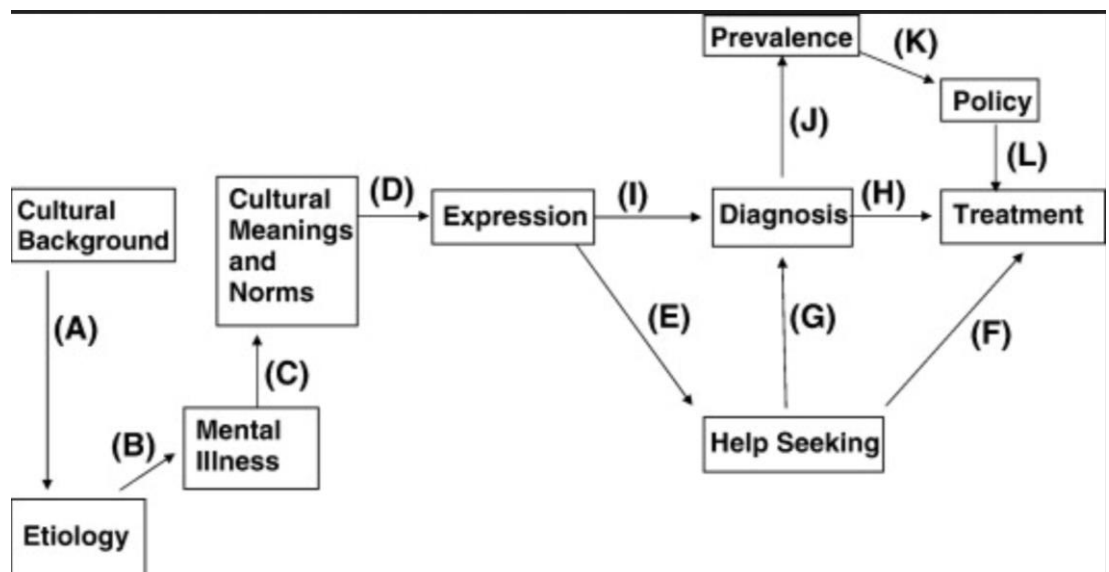 Prevalence
(K)
Policy
(J)
(L)
Cultural
Background
Cultural
Meanings
and
Norms
(D)
Expression
(I)
Diagnosis
(H)
Treatment
(A)
(E)
(G)
(F)
(C)
(B)
Mental
Illness
Help Seeking
Etiology